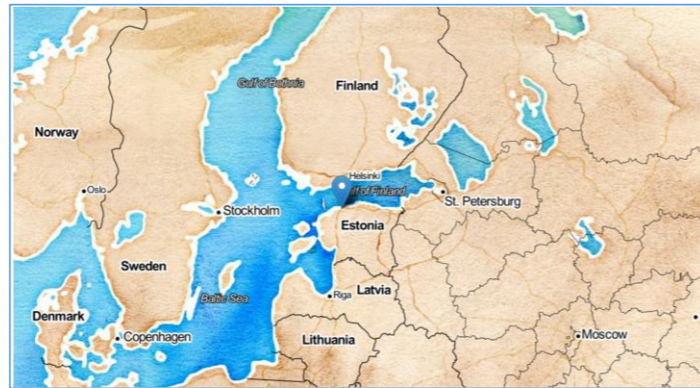 Gulf of Bothnia
Finland
Norway
Helsinki
Oslo
lf of Finland
St. Petersburg
Stockholm
Estonia
Sweden
Baltic Sea
Riga
Latvia
Denmark
Copenhagen
Lithuania
Moscow